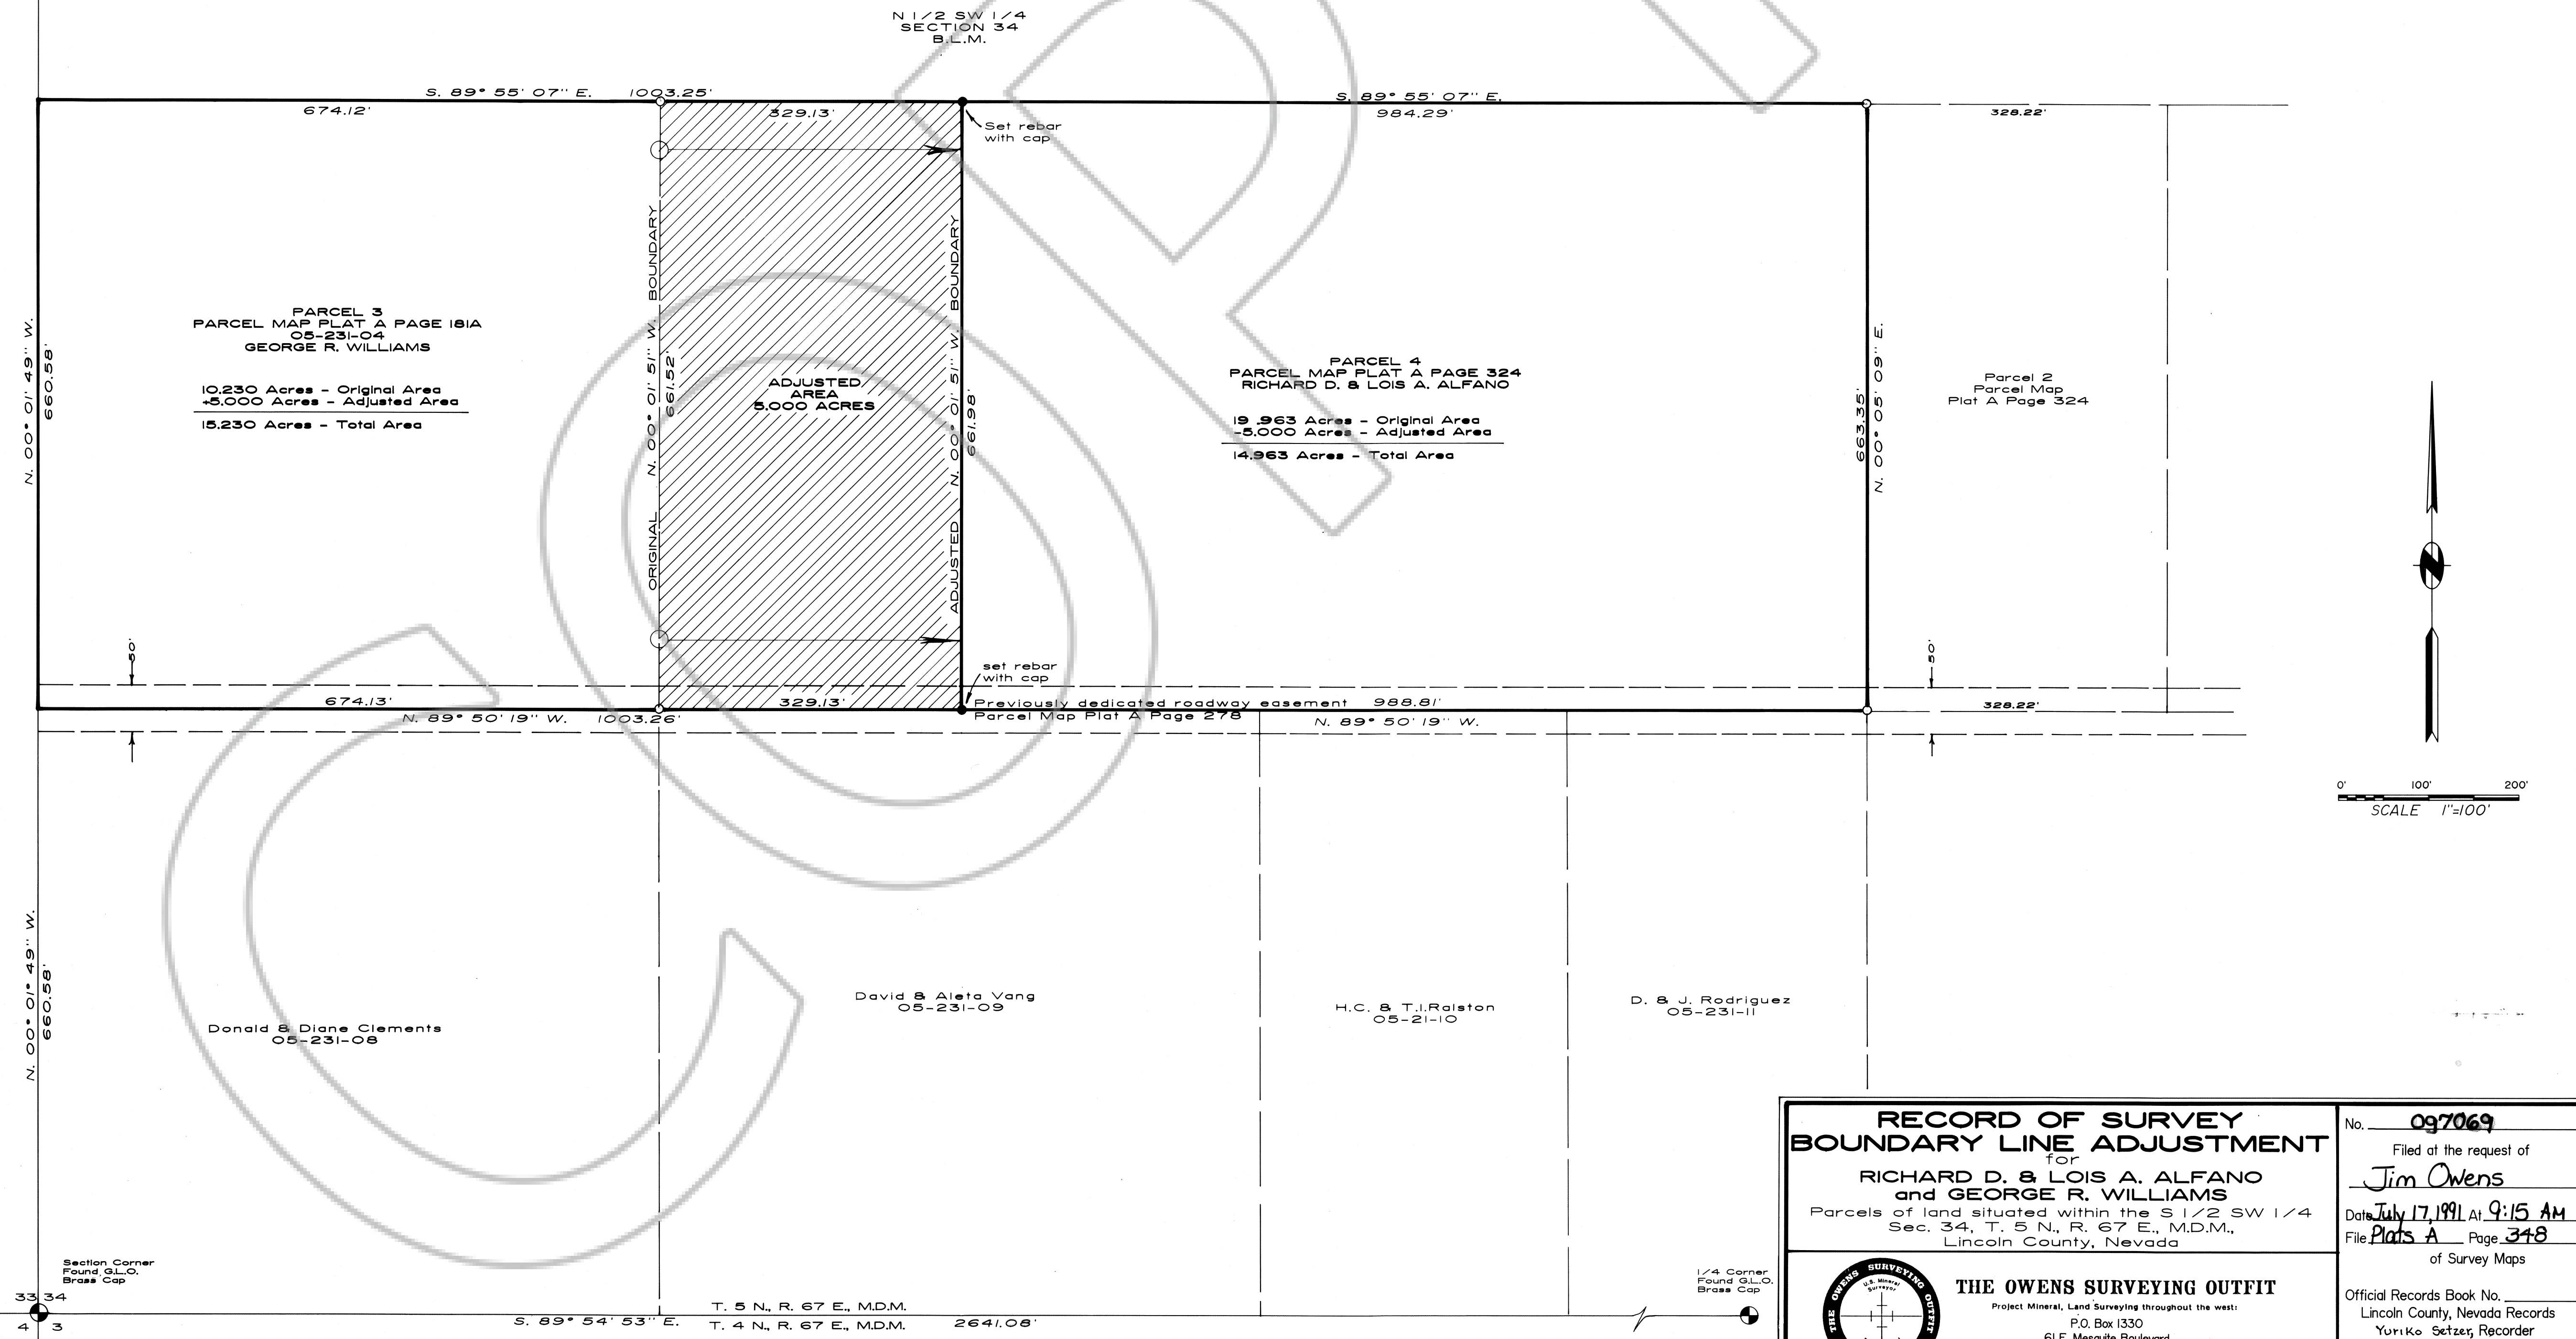 N 1/2 SW 1/4
SECTION 34
B.L.M.
S. 89° 55' 07" E. 1003.25'
674.12'
329.13'
S. 89° 55' 07" E.
984.29'
328.22'
Set rebar
with cap
N. 00° 01' 49" W.
660.58'
PARCEL 3
PARCEL MAP PLAT A PAGE 181A
05-231-04
GEORGE R. WILLIAMS
10.230 Acres - Original Area
+5.000 Acres - Adjusted Area
15.230 Acres - Total Area
ORIGINAL N. 00° 01' 51" W. BOUNDARY
661.52'
ADJUSTED
AREA
5.000 ACRES
ADJUSTED N. 00° 01' 51" W. BOUNDARY
661.98'
PARCEL 4
PARCEL MAP PLAT A PAGE 324
RICHARD D. & LOIS A. ALFANO
19.963 Acres - Original Area
-5.000 Acres - Adjusted Area
14.963 Acres - Total Area
663.35'
N. 00° 05' 09" E.
Parcel 2
Parcel Map
Plat A Page 324
N
50'
set rebar
with cap
50'
674.13'
329.13'
Previously dedicated roadway easement 988.81'
Parcel Map Plat A Page 278
328.22'
N. 89° 50' 19" W. 1003.26'
N. 89° 50' 19" W.
0' 100' 200'
SCALE 1"=100'
N. 00° 01' 49" W.
660.58'
Donald & Diane Clements
05-231-08
David & Aleta Vang
05-231-09
H.C. & T.I.Ralston
05-21-10
D. & J. Rodriguez
05-231-11
Section Corner
Found G.L.O.
Brass Cap
33 34
4 3
S. 89° 54' 53" E.
T. 5 N., R. 67 E., M.D.M.
T. 4 N., R. 67 E., M.D.M.
2641.08'
1/4 Corner
Found G.L.O.
Brass Cap
RECORD OF SURVEY
BOUNDARY LINE ADJUSTMENT
for
RICHARD D. & LOIS A. ALFANO
and GEORGE R. WILLIAMS
Parcels of land situated within the S 1/2 SW 1/4
Sec. 34, T. 5 N., R. 67 E., M.D.M.,
Lincoln County, Nevada
THE OWENS SURVEYING OUTFIT
U.S. Mineral
Surveyor
THE OWENS SURVEYING OUTFIT
Project Mineral, Land Surveying throughout the west:
P.O. Box 1330
61 E. Mesquite Boulevard
No. 097069
Filed at the request of
Jim Owens
Date July 17, 1991 At 9:15 AM
File Plats A Page 348
of Survey Maps
Official Records Book No.
Lincoln County, Nevada Records
Yuriko Setzer, Recorder
COPY